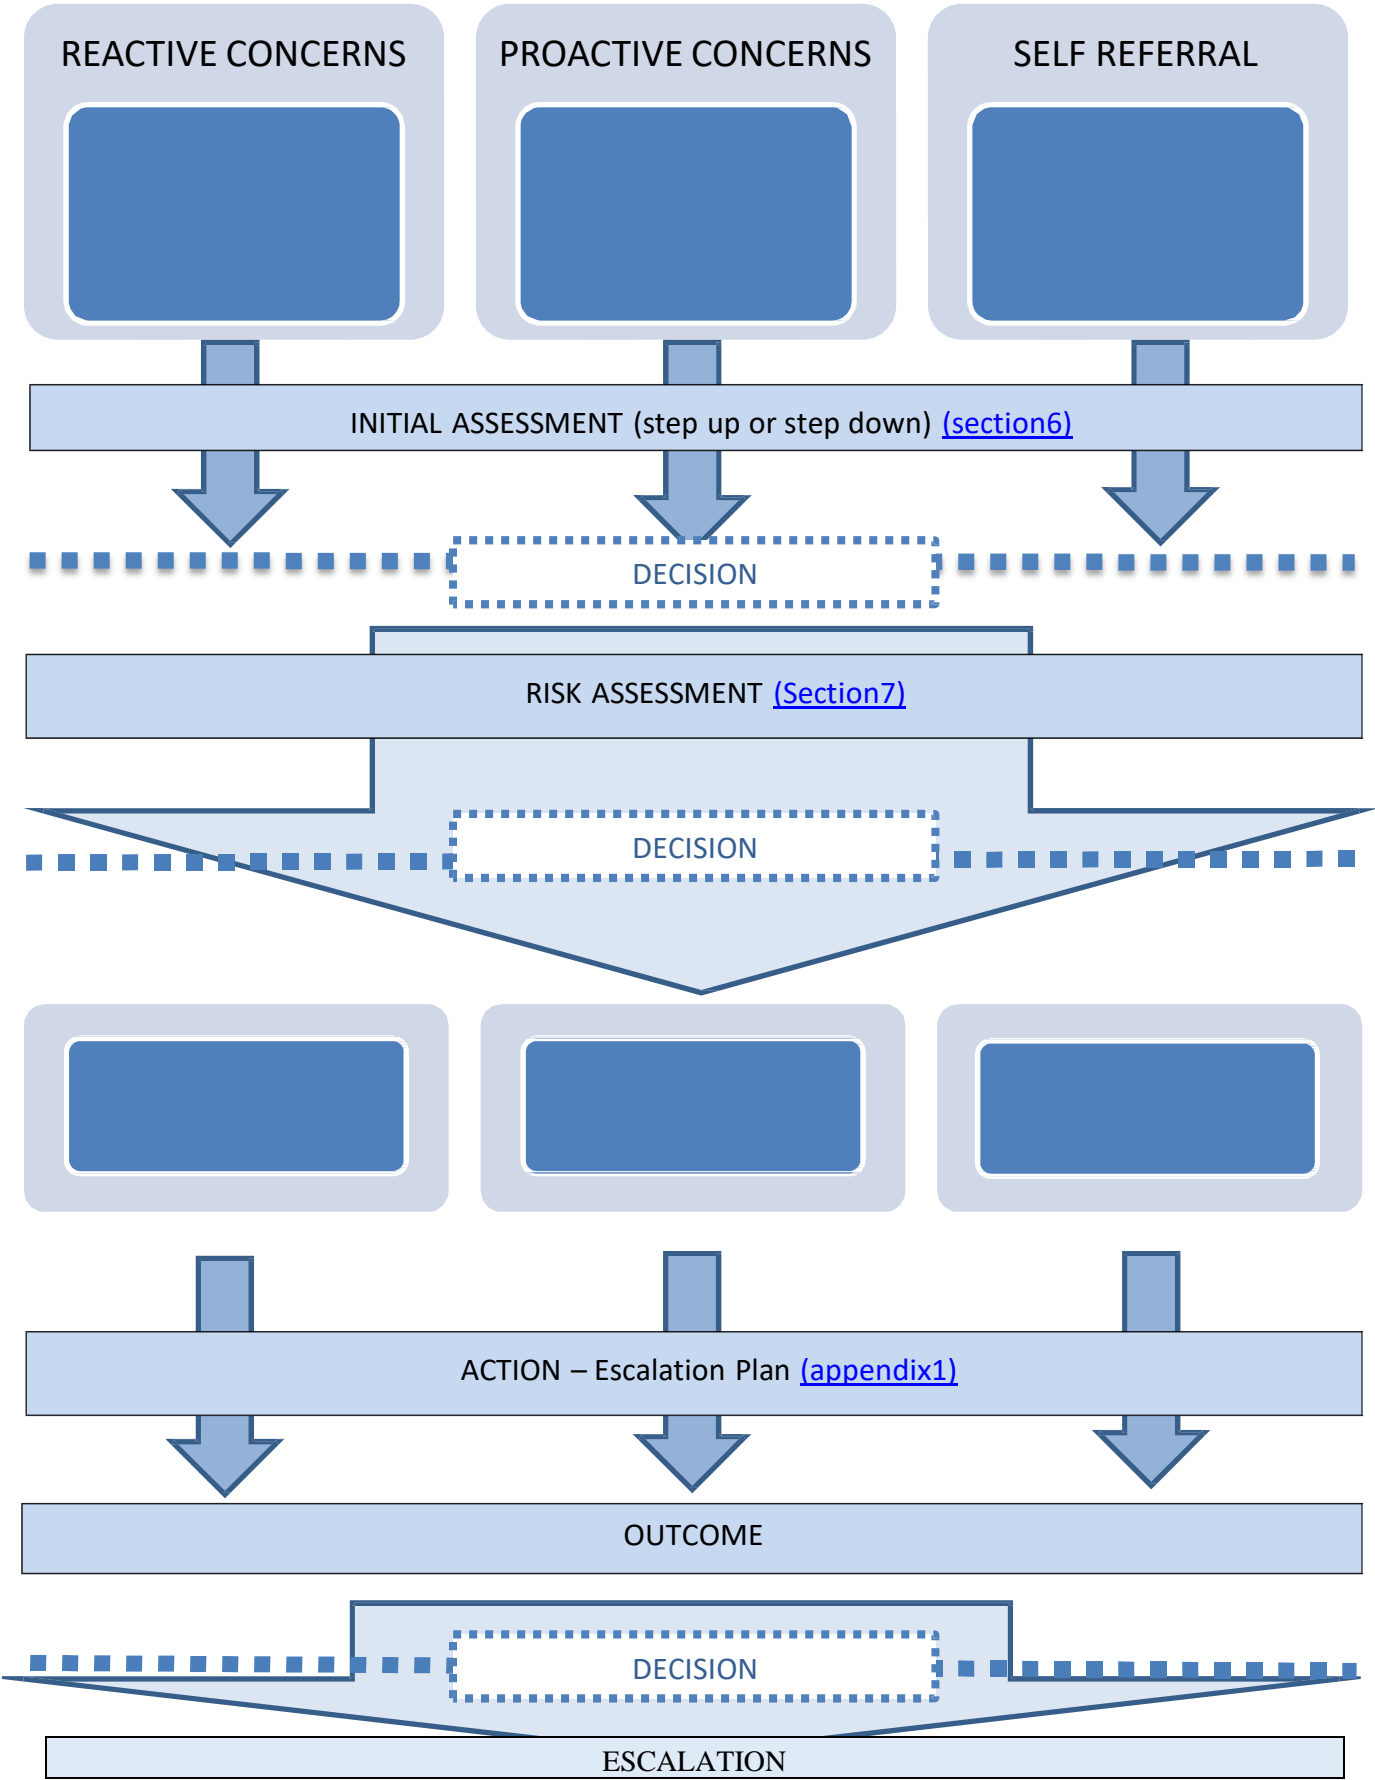 REACTIVE CONCERNS
PROACTIVE CONCERNS
SELF REFERRAL
INITIAL ASSESSMENT (step up or step down) (section6)
DECISION
RISK ASSESSMENT (Section7)
DECISION
ACTION – Escalation Plan (appendix1)
OUTCOME
DECISION
ESCALATION